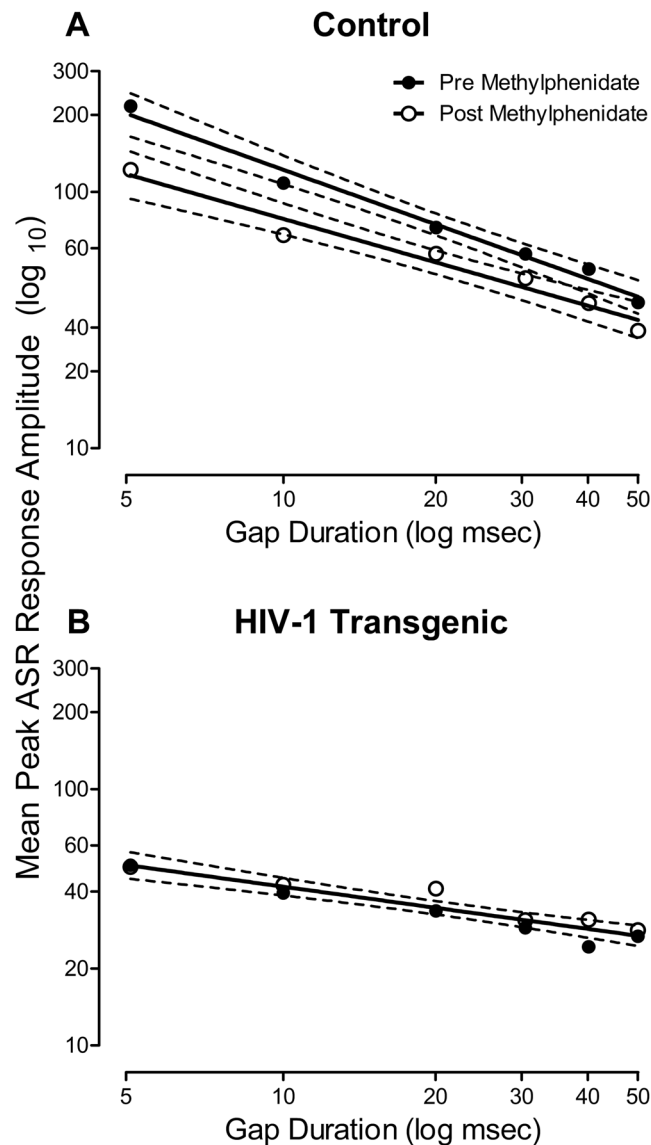 A Control
Pre Methylphenidate
Post Methylphenidate
300
200
100
60
40
20
10
5 10 20 30 40 50
Gap Duration (log msec)
Mean Peak ASR Response Amplitude (log 10)
B HIV-1 Transgenic
300
200
100
60
40
20
10
5 10 20 30 40 50
Gap Duration (log msec)